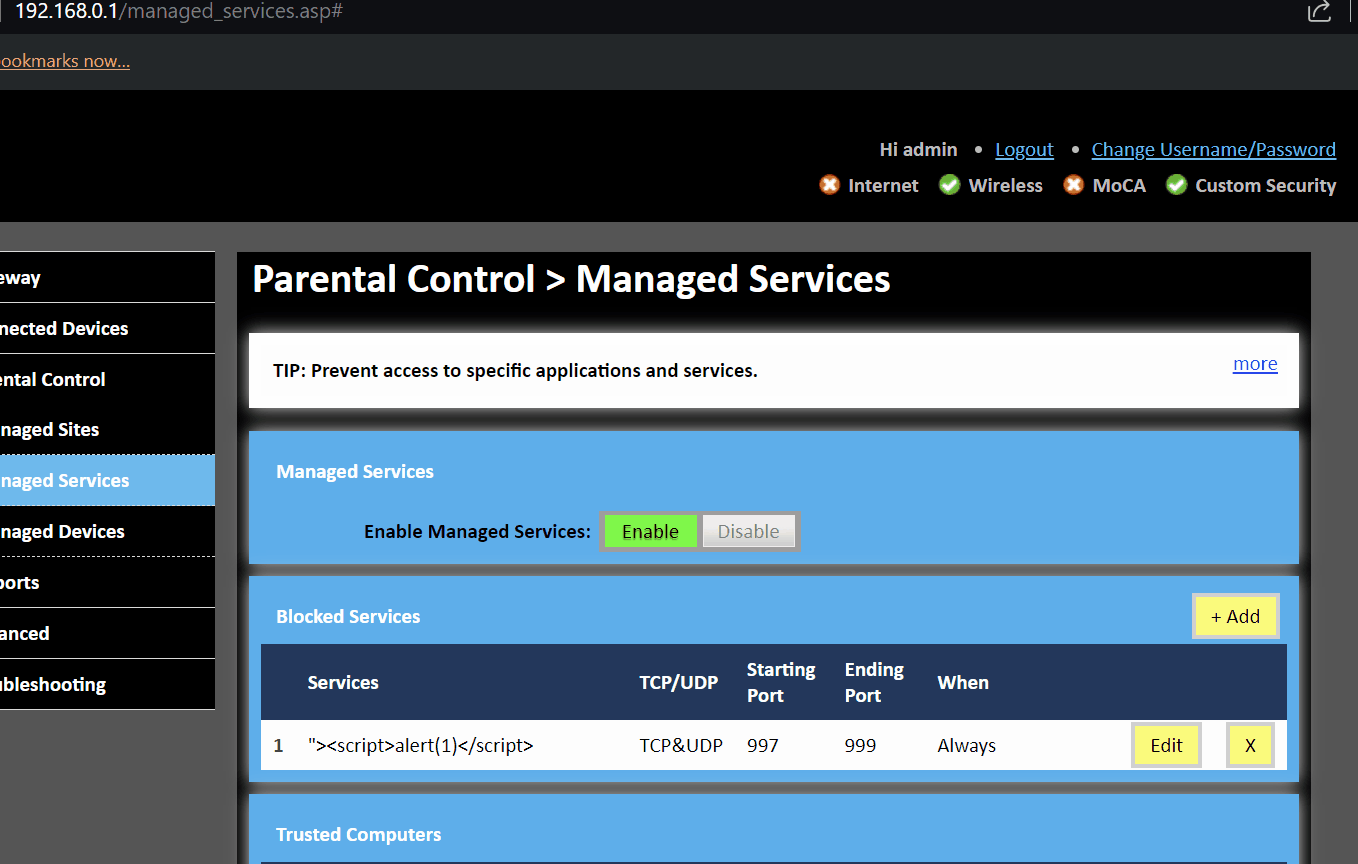 192.168.0.1/managed_services.asp#
ookmarks now...
Hi admin • Logout • Change Username/Password
Internet Wireless MoCA Custom Security
eway
nected Devices
ental Control
naged Sites
naged Services
naged Devices
orts
anced
bleshooting
Parental Control > Managed Services
TIP: Prevent access to specific applications and services.
more
Managed Services
Enable Managed Services: Enable Disable
Blocked Services
+ Add
Services TCP/UDP Starting Port Ending Port When
1 "><script>alert(1)</script> TCP&UDP 997 999 Always Edit X
Trusted Computers